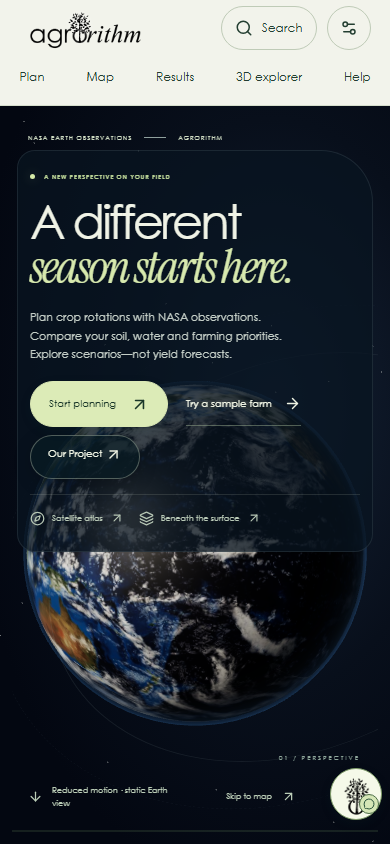 agrorithm
Search
Plan Map Results 3D explorer Help
NASA EARTH OBSERVATIONS AGRORITHM
A NEW PERSPECTIVE ON YOUR FIELD
A different
season starts here.
Plan crop rotations with NASA observations.
Compare your soil, water and farming priorities.
Explore scenarios—not yield forecasts.
Start planning Try a sample farm
Our Project
Satellite atlas Beneath the surface
01 / PERSPECTIVE
Reduced motion · static Earth
view
Skip to map